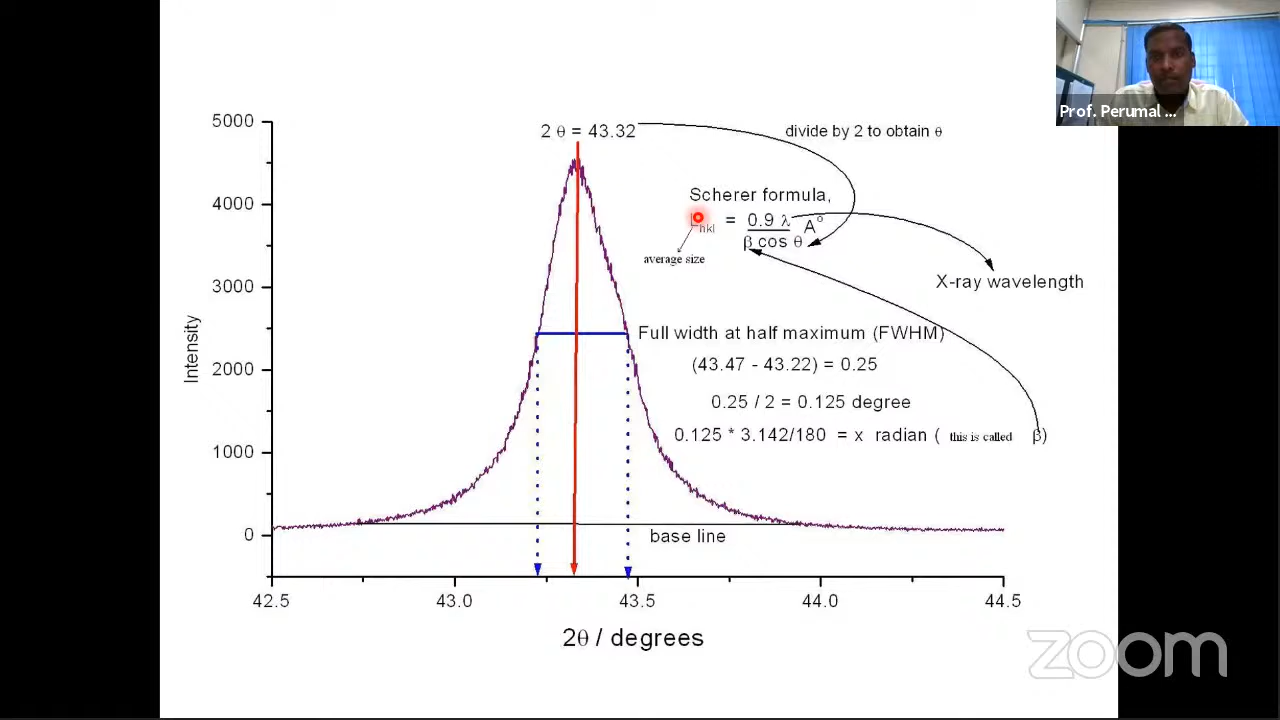 Prof. Perumal ...
5000
4000
3000
2000
1000
0
Intensity
2 θ = 43.32
divide by 2 to obtain θ
Scherer formula,
L hkl = 0.9 λ / β cos θ A°
average size
X-ray wavelength
Full width at half maximum (FWHM)
(43.47 - 43.22) = 0.25
0.25 / 2 = 0.125 degree
0.125 * 3.142/180 = x radian ( this is called β)
base line
42.5 43.0 43.5 44.0 44.5
2θ / degrees
zoom